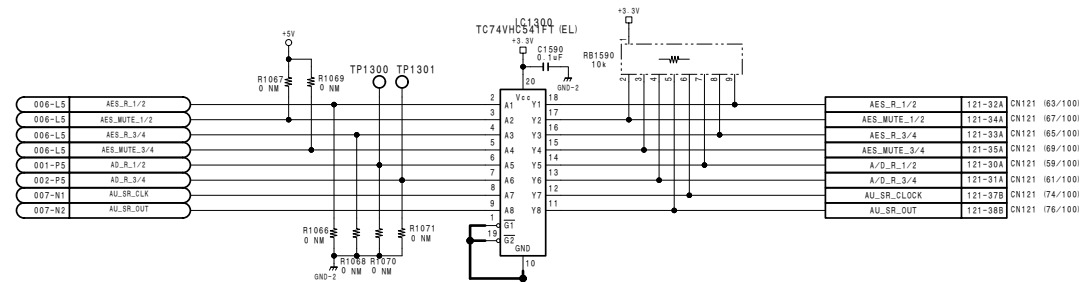 LC1300
TC74VHC541FT (EL)
+3.3V
+5V
+3.3V
C1590
0.1uF
GND-2
RB1590
10k
1
2 3 4 5 6 7 8 9
R1067
0 NM
R1069
0 NM
TP1300 TP1301
20
Vcc
006-L5 AES_R_1/2 2 A1 Y1 18 AES_R_1/2 121-32A CN121 (63/100)
006-L5 AES_MUTE_1/2 3 A2 Y2 17 AES_MUTE_1/2 121-34A CN121 (67/100)
006-L5 AES_R_3/4 4 A3 Y3 16 AES_R_3/4 121-33A CN121 (65/100)
006-L5 AES_MUTE_3/4 5 A4 Y4 15 AES_MUTE_3/4 121-35A CN121 (69/100)
001-P5 AD_R_1/2 6 A5 Y5 14 A/D_R_1/2 121-30A CN121 (59/100)
002-P5 AD_R_3/4 7 A6 Y6 13 A/D_R_3/4 121-31A CN121 (61/100)
007-N1 AU_SR_CLK 8 A7 Y7 12 AU_SR_CLOCK 121-37B CN121 (74/100)
007-N2 AU_SR_OUT 9 A8 Y8 11 AU_SR_OUT 121-38B CN121 (76/100)
1 G1
19 G2
GND
10
R1066
0 NM
R1071
0 NM
R1068 R1070
0 NM 0 NM
GND-2